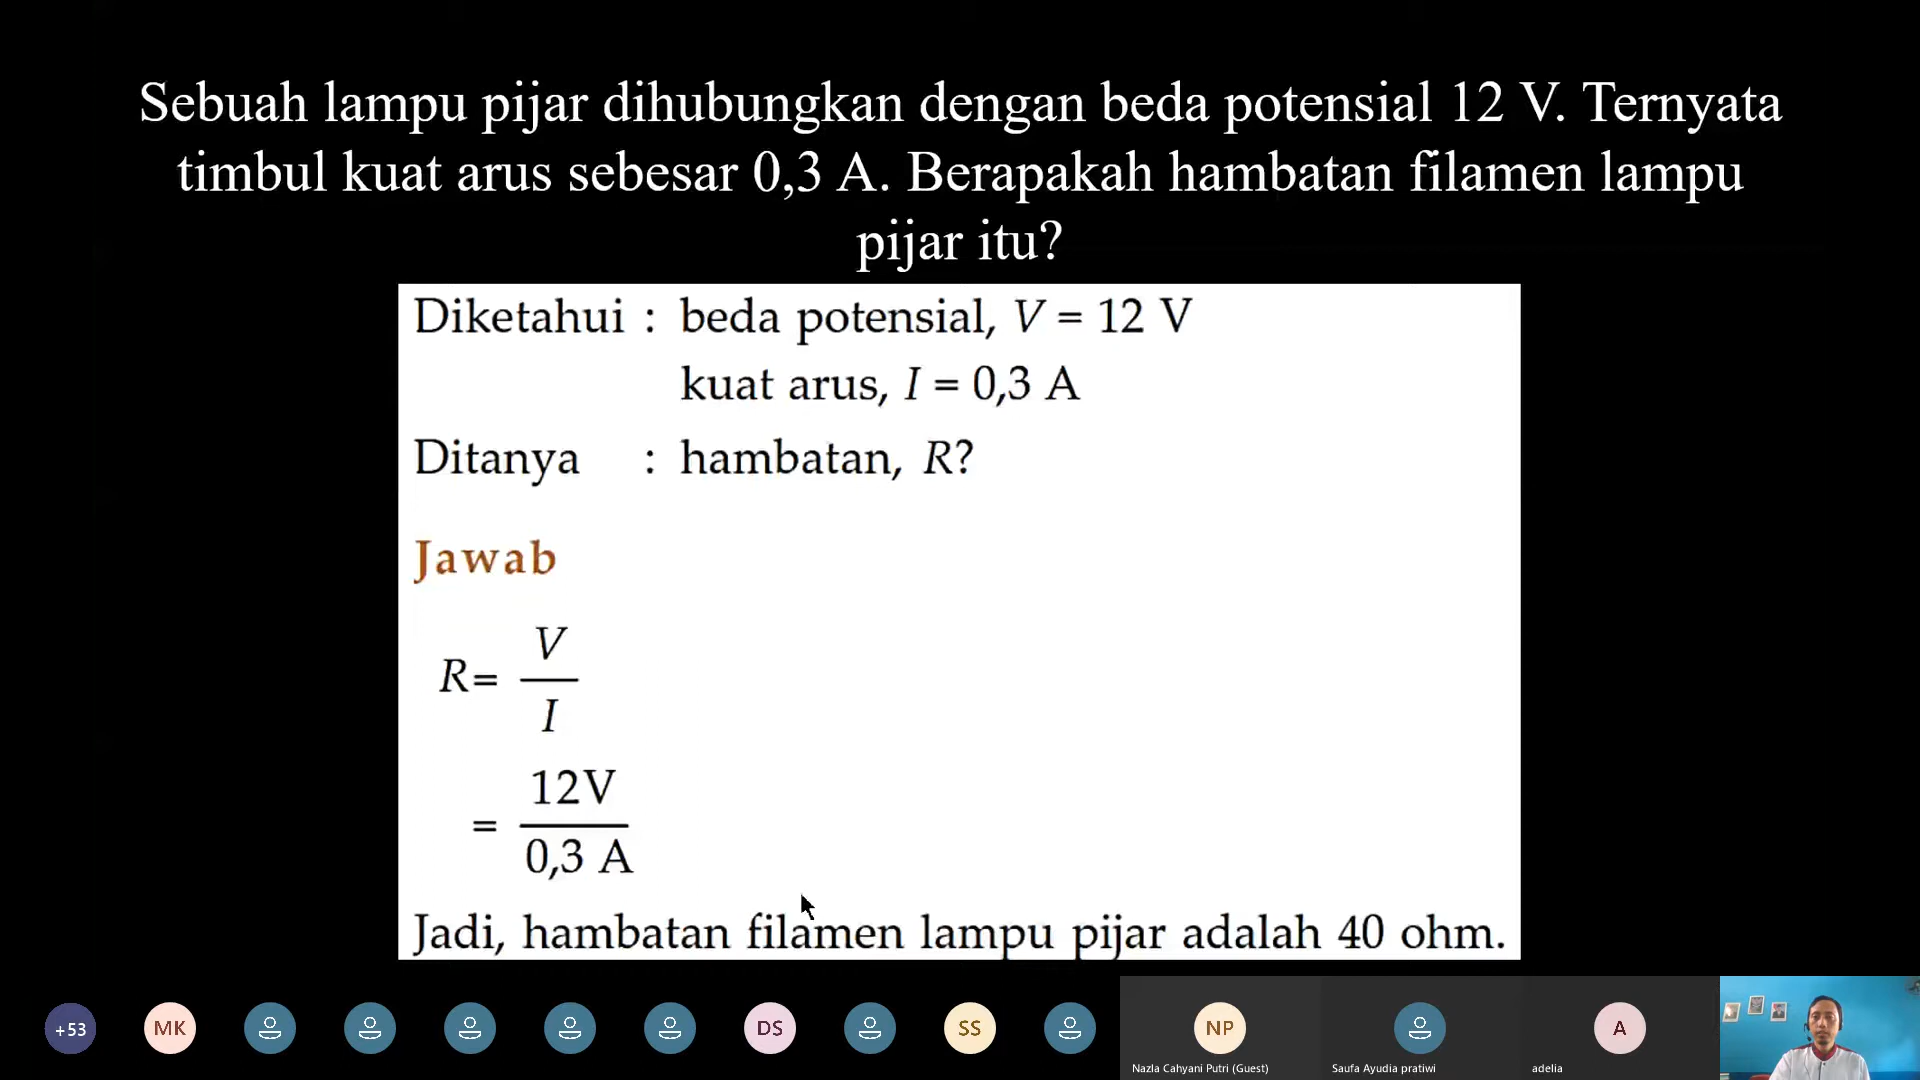 Sebuah lampu pijar dihubungkan dengan beda potensial 12 V. Ternyata
timbul kuat arus sebesar 0,3 A. Berapakah hambatan filamen lampu
pijar itu?
Diketahui : beda potensial, V = 12 V
kuat arus, I = 0,3 A
Ditanya : hambatan, R?
Jawab
R= V
I
= 12V
0,3 A
Jadi, hambatan filamen lampu pijar adalah 40 ohm.
+53 MK DS SS NP A
Nazla Cahyani Putri (Guest) Saufa Ayudia pratiwi adelia